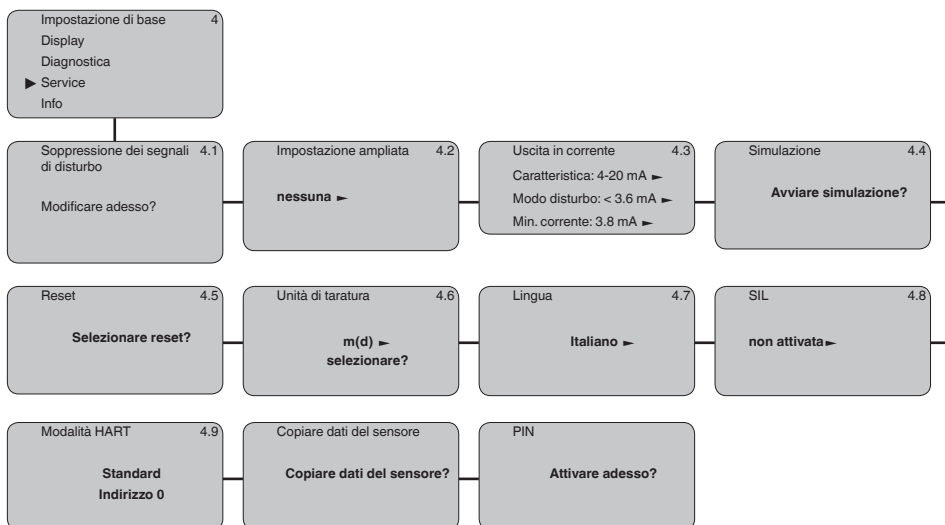 Impostazione di base 4
Display
Diagnostica
▶ Service
Info
Soppressione dei segnali 4.1
di disturbo
Modificare adesso?
Impostazione ampliata 4.2
nessuna ►
Uscita in corrente 4.3
Caratteristica: 4-20 mA ►
Modo disturbo: < 3.6 mA ►
Min. corrente: 3.8 mA ►
Simulazione 4.4
Avviare simulazione?
Reset 4.5
Selezionare reset?
Unità di taratura 4.6
m(d) ►
selezionare?
Lingua 4.7
Italiano ►
SIL 4.8
non attivata ►
Modalità HART 4.9
Standard
Indirizzo 0
Copiare dati del sensore
Copiare dati del sensore?
PIN
Attivare adesso?